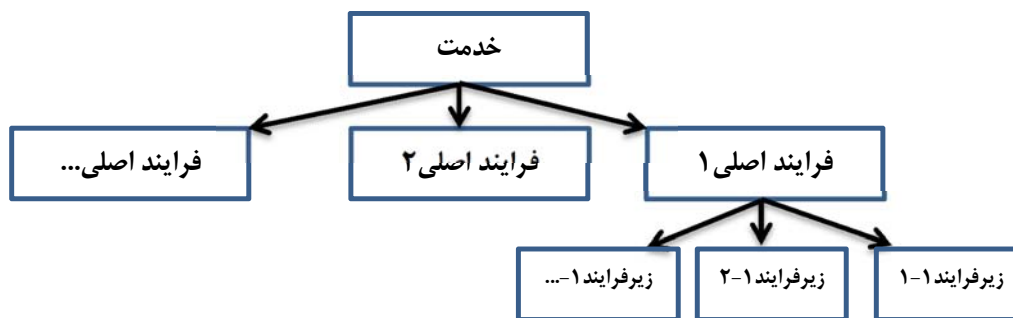 خدمت
فرایند اصلی۱
فرایند اصلی۲
فرایند اصلی...
زیرفرایند۱-۱
زیرفرایند۱-۲
زیرفرایند۱-...